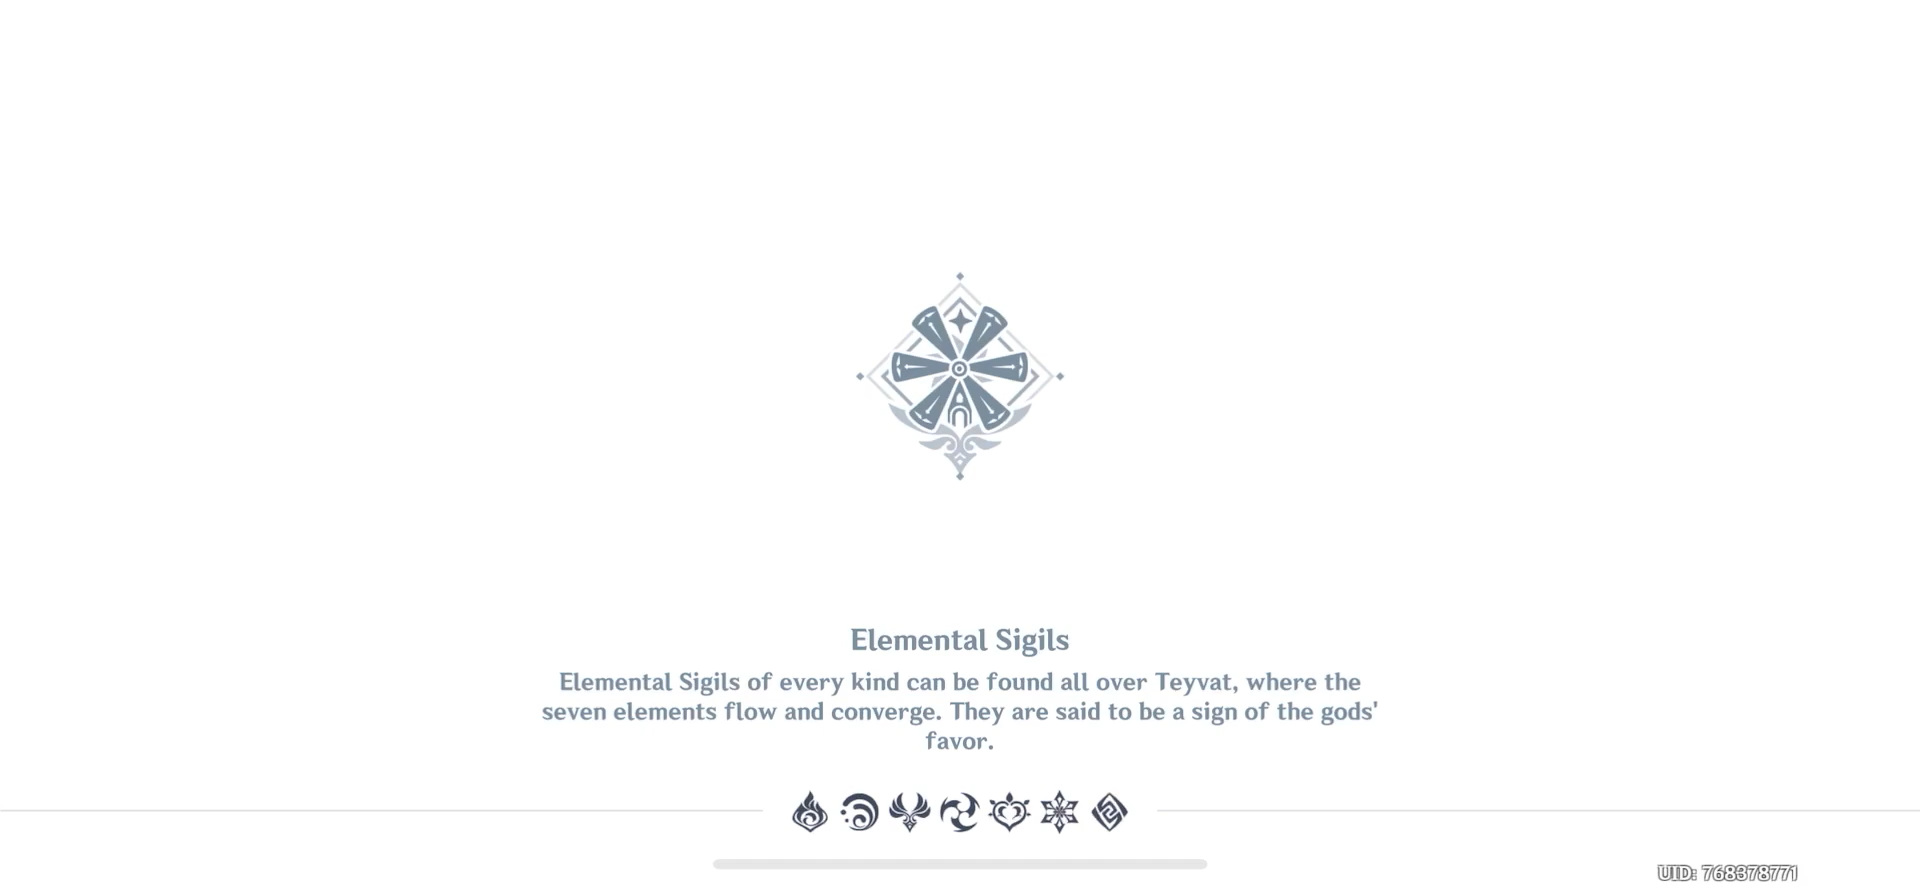 Elemental Sigils
Elemental Sigils of every kind can be found all over Teyvat, where the
seven elements flow and converge. They are said to be a sign of the gods'
favor.
UID: 768378771